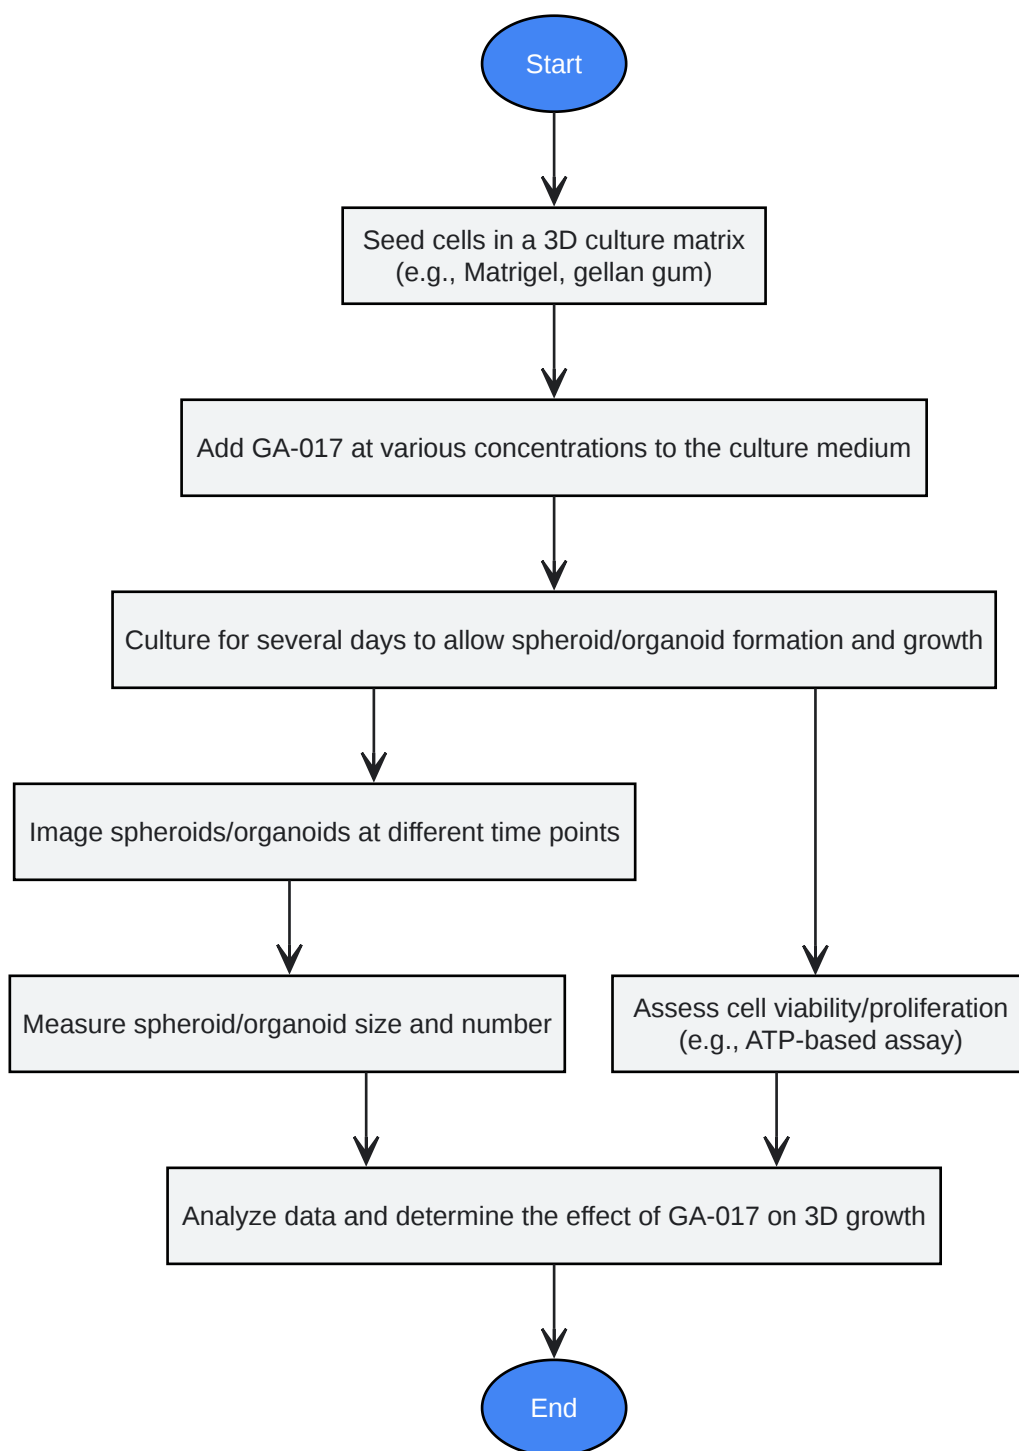 Start
Seed cells in a 3D culture matrix
(e.g., Matrigel, gellan gum)
Add GA-017 at various concentrations to the culture medium
Culture for several days to allow spheroid/organoid formation and growth
Image spheroids/organoids at different time points
Measure spheroid/organoid size and number
Assess cell viability/proliferation
(e.g., ATP-based assay)
Analyze data and determine the effect of GA-017 on 3D growth
End